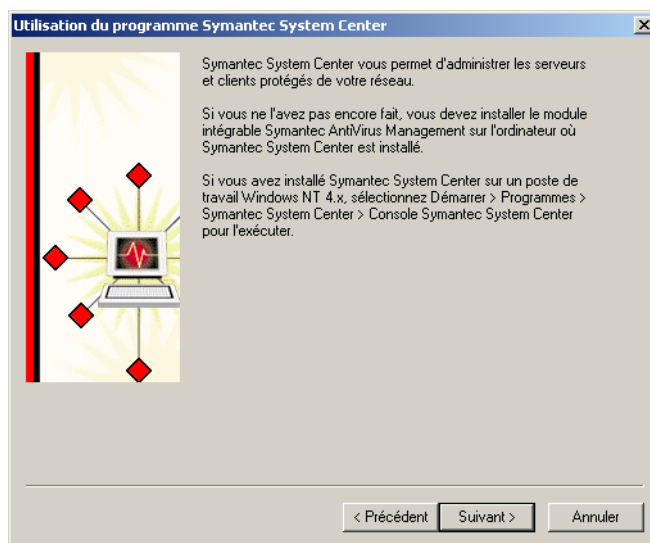 Utilisation du programme Symantec System Center
Symantec System Center vous permet d'administrer les serveurs
et clients protégés de votre réseau.
Si vous ne l'avez pas encore fait, vous devez installer le module
intégrable Symantec AntiVirus Management sur l'ordinateur où
Symantec System Center est installé.
Si vous avez installé Symantec System Center sur un poste de
travail Windows NT 4.x, sélectionnez Démarrer > Programmes >
Symantec System Center > Console Symantec System Center
pour l'exécuter.
< Précédent Suivant > Annuler